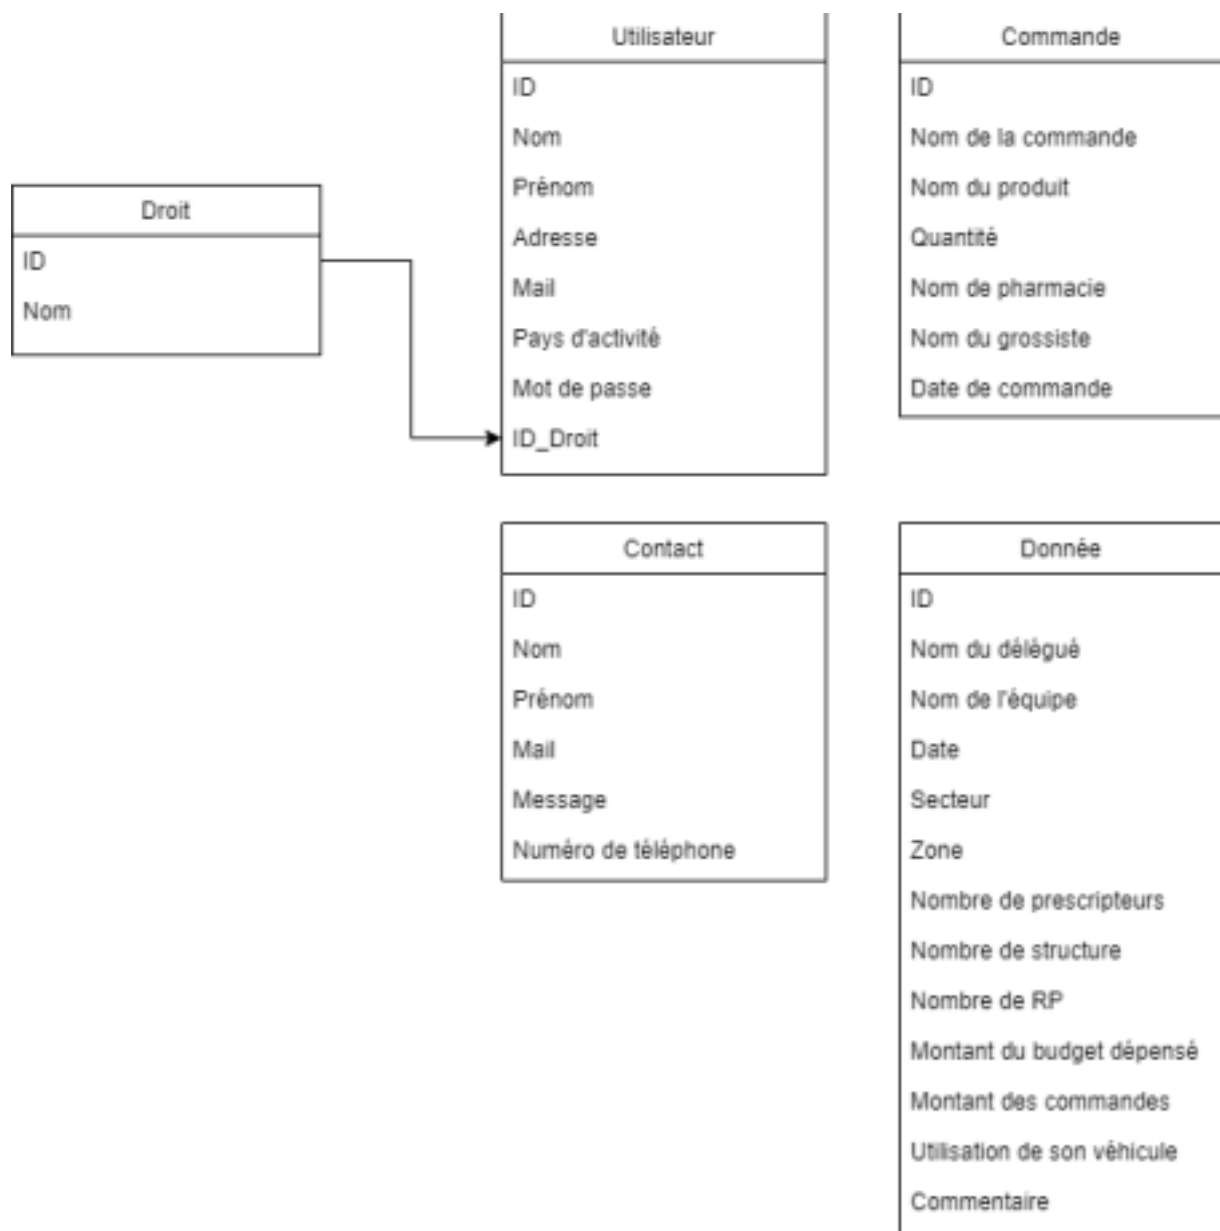 Utilisateur
ID
Nom
Prénom
Adresse
Mail
Pays d'activité
Mot de passe
ID_Droit
Commande
ID
Nom de la commande
Nom du produit
Quantité
Nom de pharmacie
Nom du grossiste
Date de commande
Droit
ID
Nom
Contact
ID
Nom
Prénom
Mail
Message
Numéro de téléphone
Donnée
ID
Nom du délégué
Nom de l'équipe
Date
Secteur
Zone
Nombre de prescripteurs
Nombre de structure
Nombre de RP
Montant du budget dépensé
Montant des commandes
Utilisation de son véhicule
Commentaire